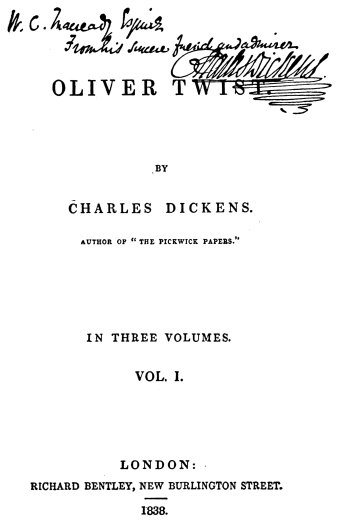 W. C. Macready Esquire
From his sincere friend and admirer
Charles Dickens
OLIVER TWIST.
BY
CHARLES DICKENS.
AUTHOR OF "THE PICKWICK PAPERS."
IN THREE VOLUMES.
VOL. I.
LONDON:
RICHARD BENTLEY, NEW BURLINGTON STREET.
1838.